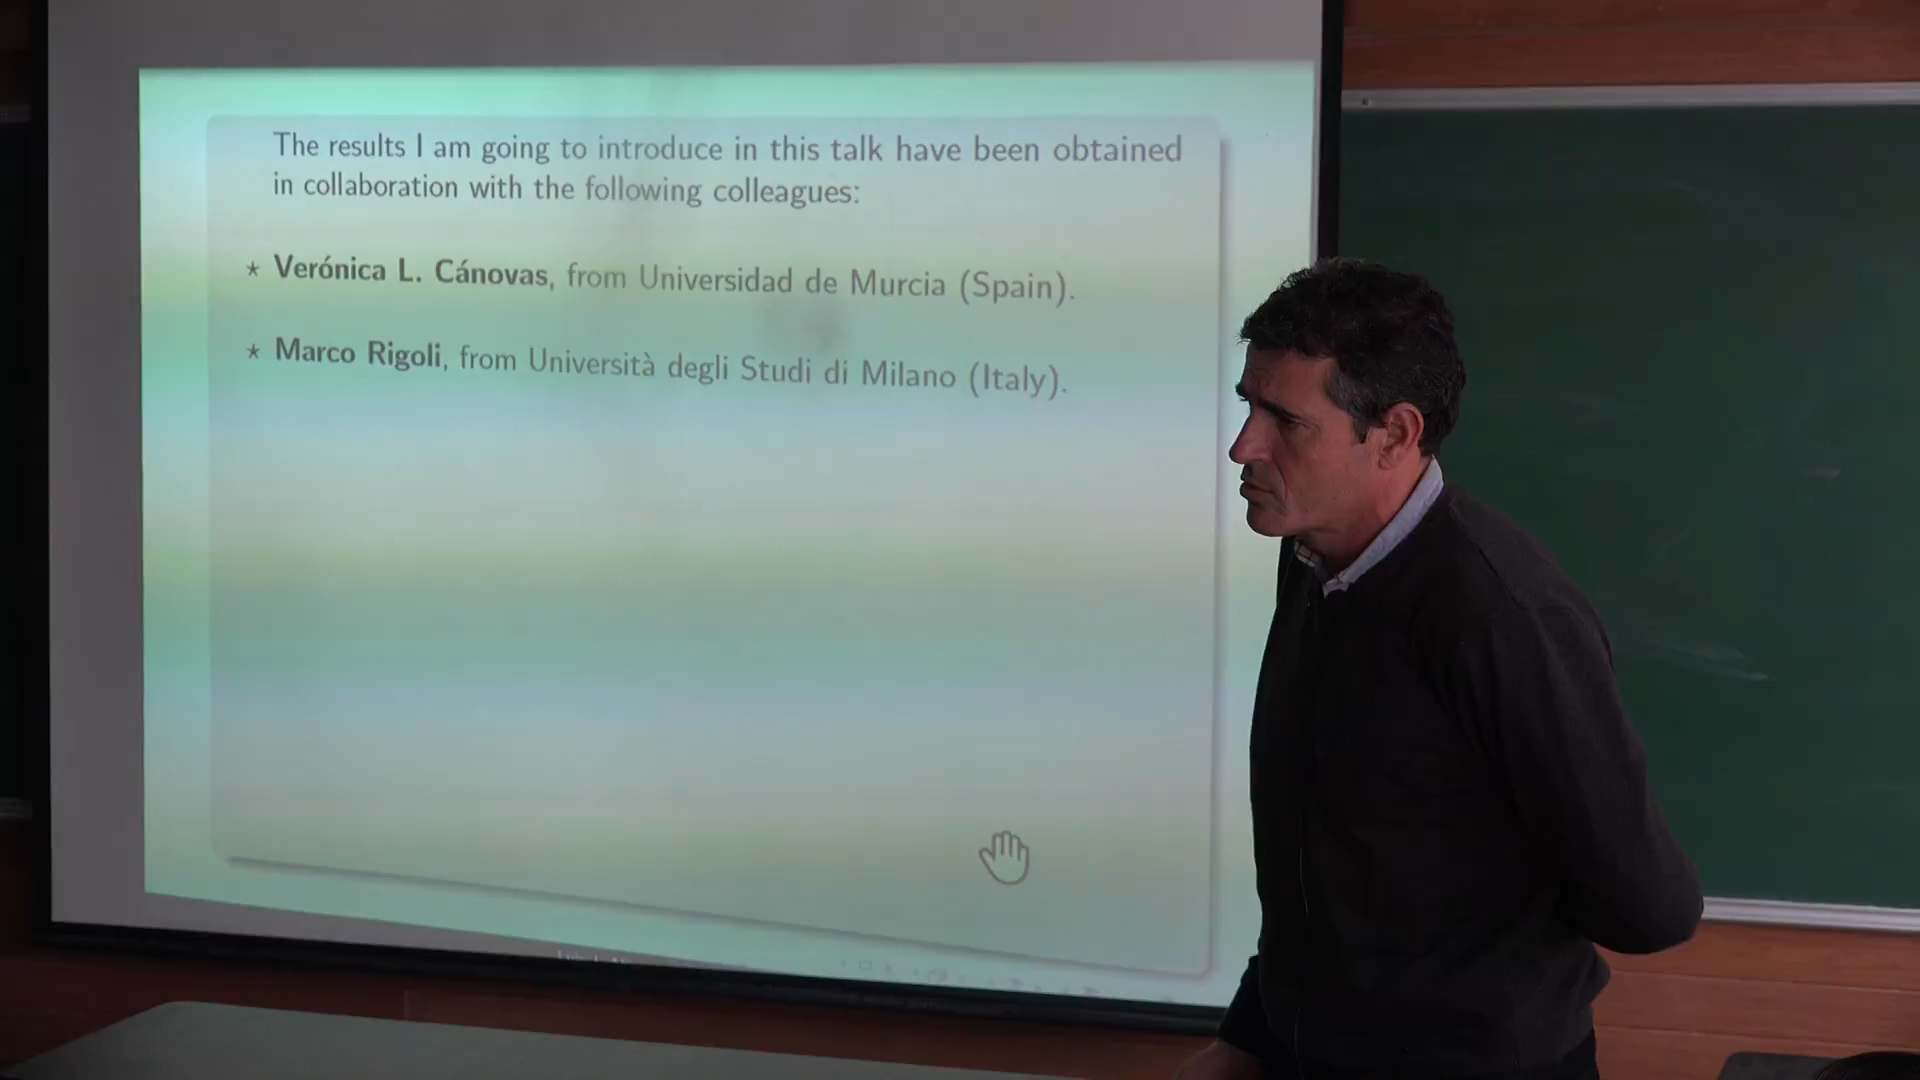 The results I am going to introduce in this talk have been obtained
in collaboration with the following colleagues:
⋆ Verónica L. Cánovas, from Universidad de Murcia (Spain).
⋆ Marco Rigoli, from Università degli Studi di Milano (Italy).